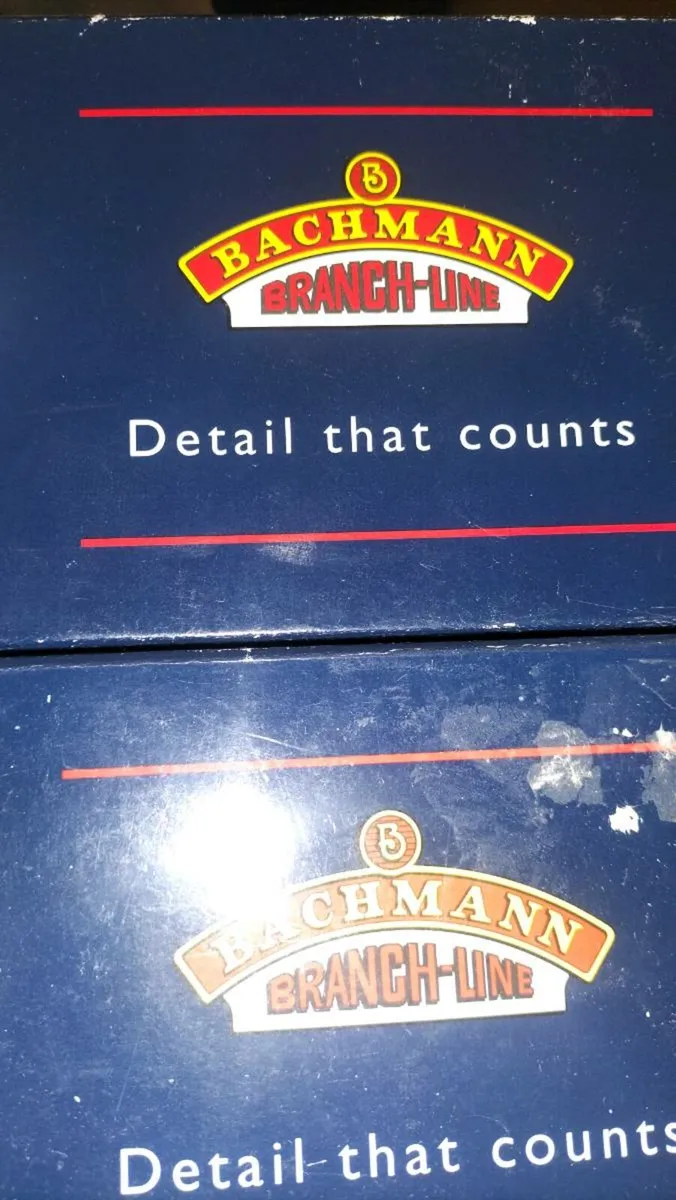 B
BACHMANN
BRANCH-LINE
Detail that counts
B
BACHMANN
BRANCH-LINE
Detail that counts